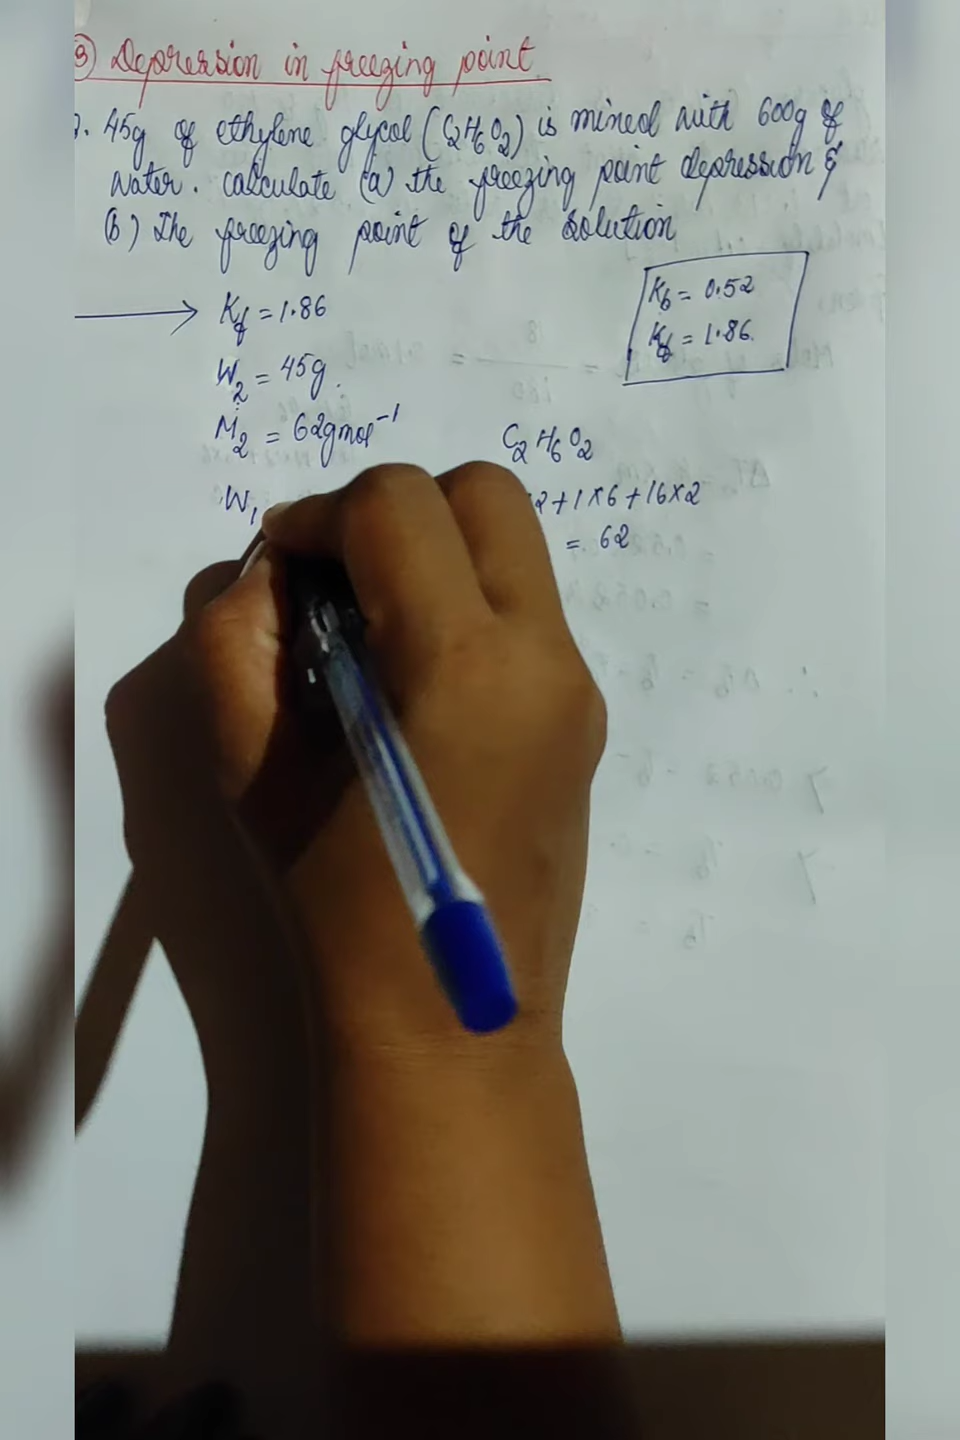 3) Depression in freezing point
45g of ethylene glycol (C2H6O2) is mixed with 600g of
water. calculate (a) the freezing point depression &
(b) The freezing point of the solution
Kf = 1.86
Kb = 0.52
Kf = 1.86.
W2 = 45g.
M2 = 62gmol-1
C2H6O2
W1
2+1×6+16×2
= 62